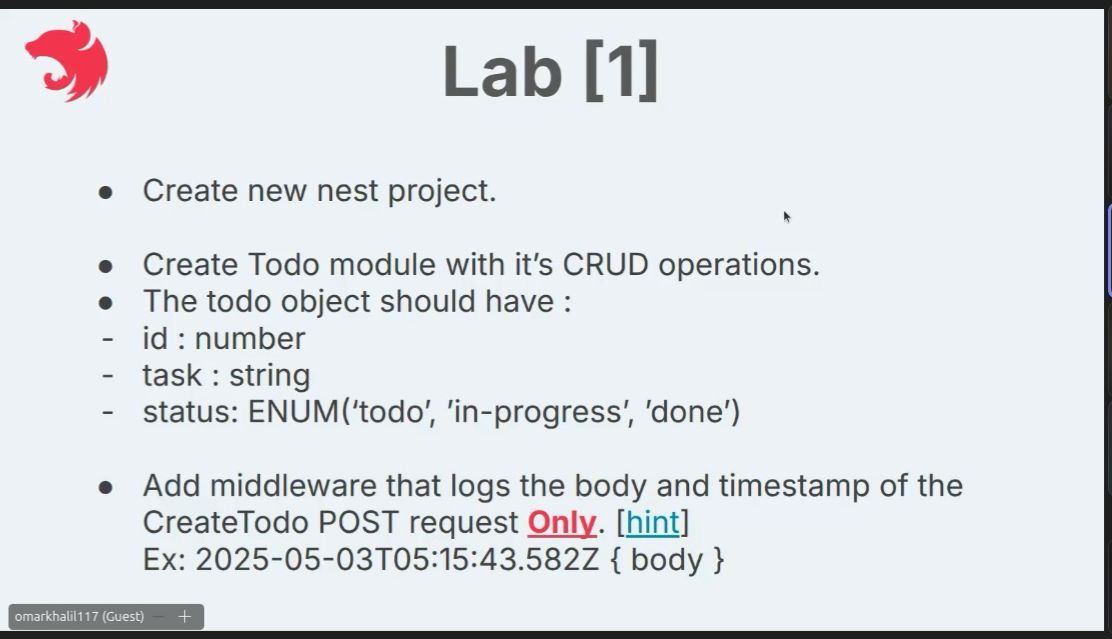 Lab [1]
● Create new nest project.
● Create Todo module with it’s CRUD operations.
● The todo object should have :
- id : number
- task : string
- status: ENUM(‘todo’, ’in-progress’, ’done’)
● Add middleware that logs the body and timestamp of the
CreateTodo POST request Only. [hint]
Ex: 2025-05-03T05:15:43.582Z { body }
omarkhalil117 (Guest) — +